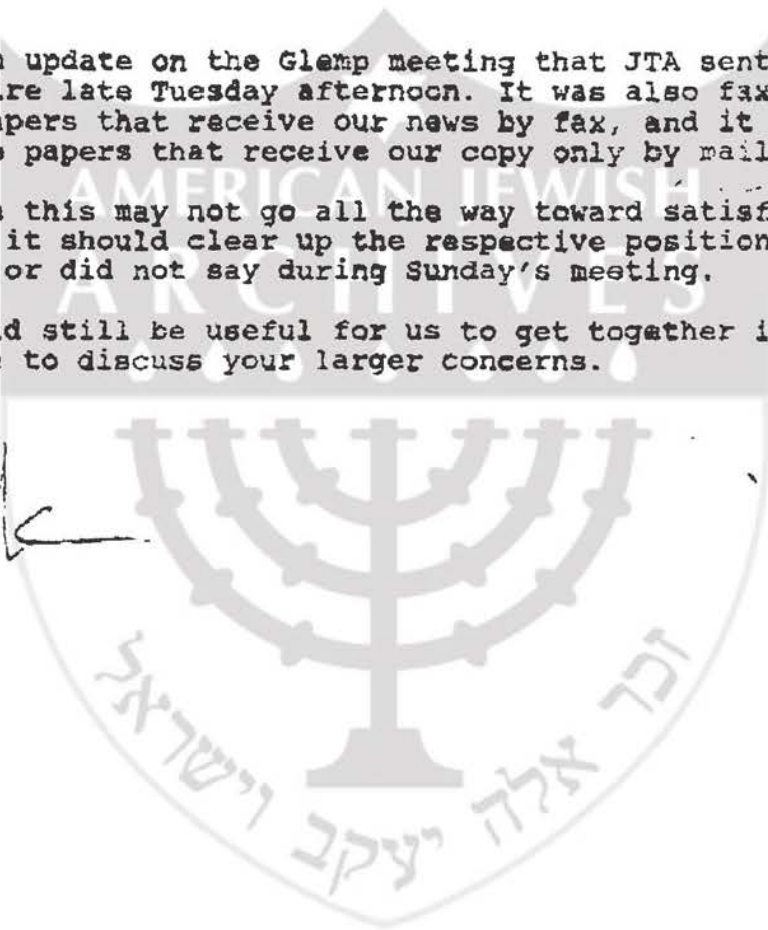 update on the Glemp meeting that JTA sent
re late Tuesday afternoon. It was also fax
pers that receive our news by fax, and it
papers that receive our copy only by mail
AMERICAN JEWISH
this may not go all the way toward satisf
it should clear up the respective position
or did not say during Sunday's meeting.
ARCHIVES
d still be useful for us to get together i
to discuss your larger concerns.
זכר אלה יעקב וישראל